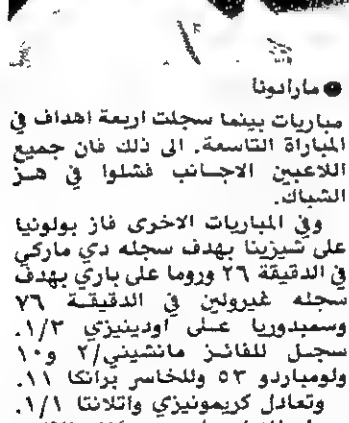 ● مارادونا
مباريات بينما سجلت اربعة اهداف في
المباراة التاسعة. الى ذلك فان جميع
اللاعبين الاجانب فشلوا في هز
الشباك.
وفي المباريات الاخرى فاز بولونيا
على شيزينا بهدف سجله دي ماركي
في الدقيقة ٢٦ وروما على باري بهدف
سجله غيرولين في الدقيقة ٧٦
وسمبدوريا على اودينيزي ١/٣.
سجل للفائز مانشيني/٢ و١٠
ولومباردو ٥٣ وللخاسر برانكا ١١.
وتعادل كريمونيزي واتلانتا ١/١.